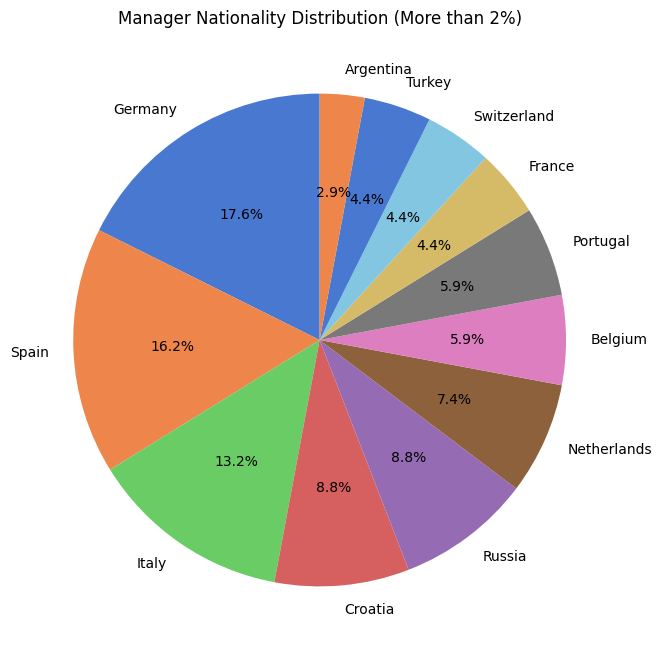 Manager Nationality Distribution (More than 2%)
Argentina
Turkey
Switzerland
France
Portugal
Belgium
Netherlands
Russia
Croatia
Italy
Spain
Germany
2.9%
4.4%
4.4%
4.4%
5.9%
5.9%
7.4%
8.8%
8.8%
13.2%
16.2%
17.6%